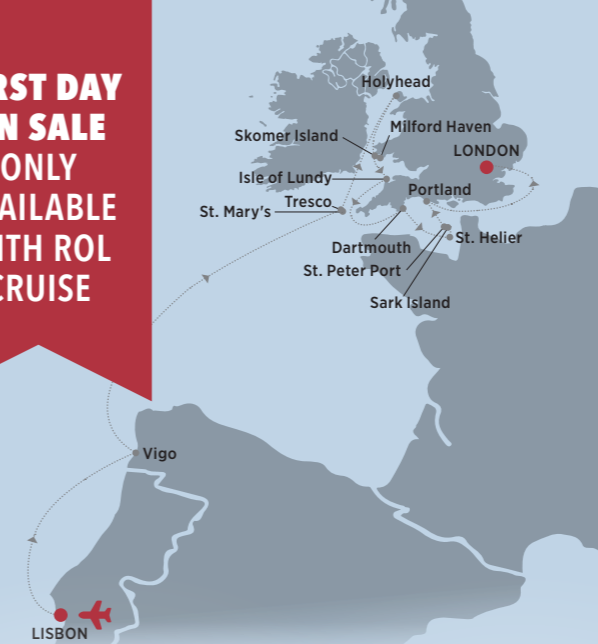 RST DAY
N SALE
ONLY
AILABLE
ITH ROL
CRUISE
Holyhead
Skomer Island
Milford Haven
LONDON
Isle of Lundy
Portland
Tresco
St. Mary's
Dartmouth
St. Helier
St. Peter Port
Sark Island
Vigo
LISBON